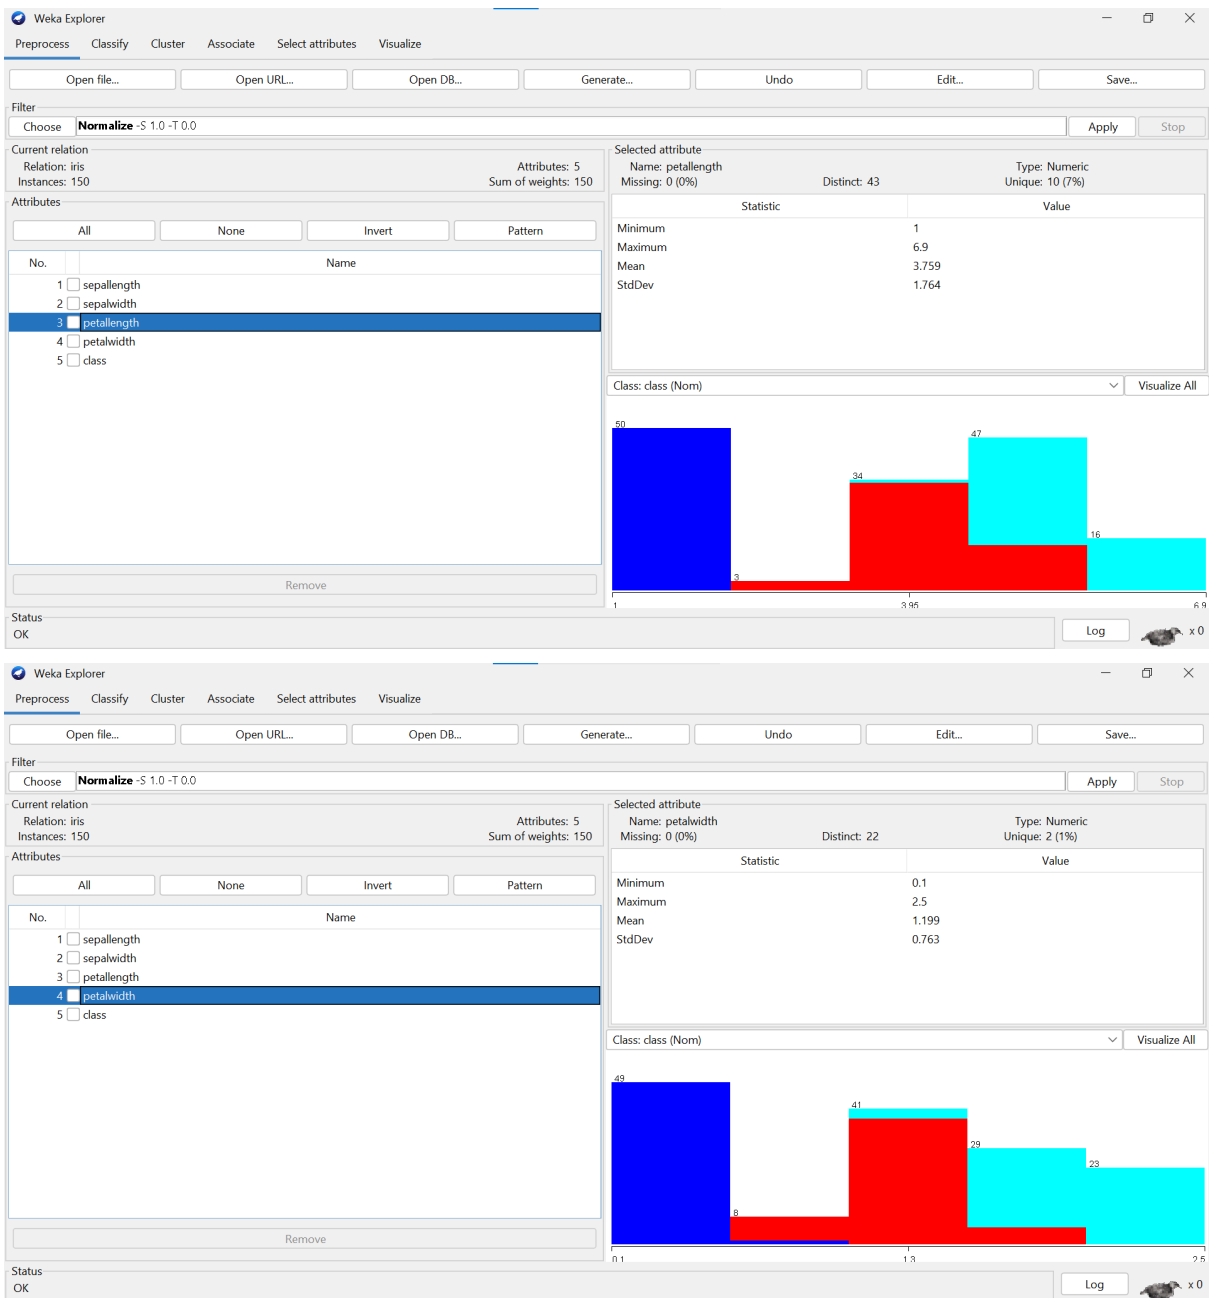 Weka Explorer
Preprocess Classify Cluster Associate Select attributes Visualize
Open file... Open URL... Open DB... Generate... Undo Edit... Save...
Filter
Choose Normalize -S 1.0 -T 0.0 Apply Stop
Current relation
Relation: iris Attributes: 5
Instances: 150 Sum of weights: 150
Attributes
All None Invert Pattern
No. Name
1 sepallength
2 sepalwidth
3 petallength
4 petalwidth
5 class
Remove
Status
OK
Selected attribute
Name: petallength Type: Numeric
Missing: 0 (0%) Distinct: 43 Unique: 10 (7%)
Statistic Value
Minimum 1
Maximum 6.9
Mean 3.759
StdDev 1.764
Class: class (Nom) Visualize All
50
47
34
16
3
1 3.95 6.9
Log x 0
Weka Explorer
Preprocess Classify Cluster Associate Select attributes Visualize
Open file... Open URL... Open DB... Generate... Undo Edit... Save...
Filter
Choose Normalize -S 1.0 -T 0.0 Apply Stop
Current relation
Relation: iris Attributes: 5
Instances: 150 Sum of weights: 150
Attributes
All None Invert Pattern
No. Name
1 sepallength
2 sepalwidth
3 petallength
4 petalwidth
5 class
Remove
Status
OK
Selected attribute
Name: petalwidth Type: Numeric
Missing: 0 (0%) Distinct: 22 Unique: 2 (1%)
Statistic Value
Minimum 0.1
Maximum 2.5
Mean 1.199
StdDev 0.763
Class: class (Nom) Visualize All
49
41
29
23
8
0.1 1.3 2.5
Log x 0